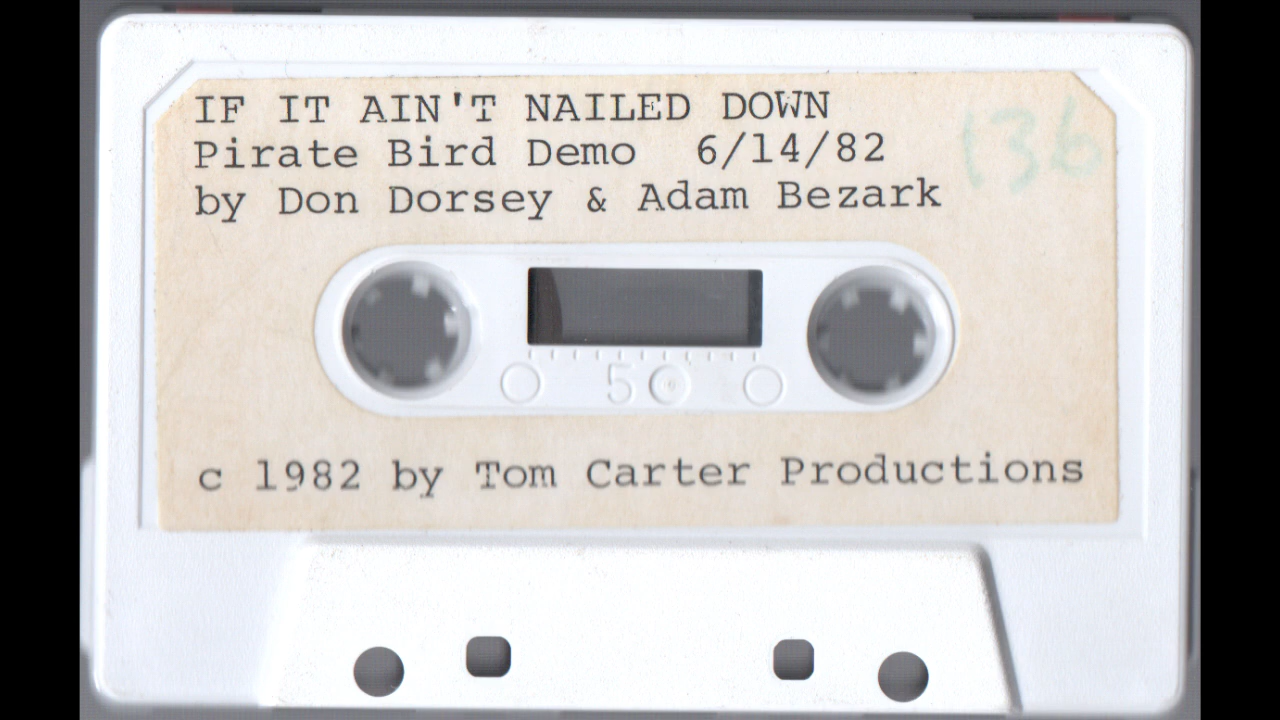 IF IT AIN'T NAILED DOWN
Pirate Bird Demo 6/14/82
by Don Dorsey & Adam Bezark
136
50
c 1982 by Tom Carter Productions